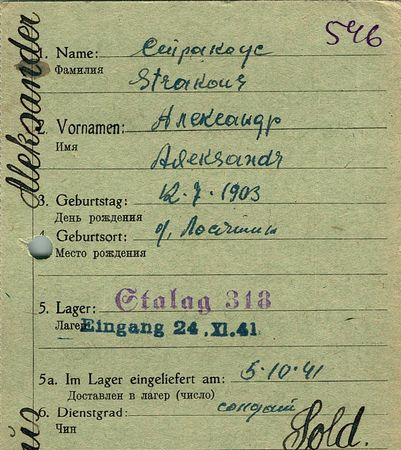 546
Aleksander
1. Name: Стракоус
Фамилия
Strakous
2. Vornamen: Александр
Имя
Aleksandr
3. Geburtstag: 12.7.1903
День рождения
4. Geburtsort: д.
Место рождения
5. Lager: Stalag 318
Лагерь Eingang 24. XI. 41
5a. Im Lager eingeliefert am: 5.10.41
Доставлен в лагерь (число)
6. Dienstgrad: солдат
Чин
Sold.